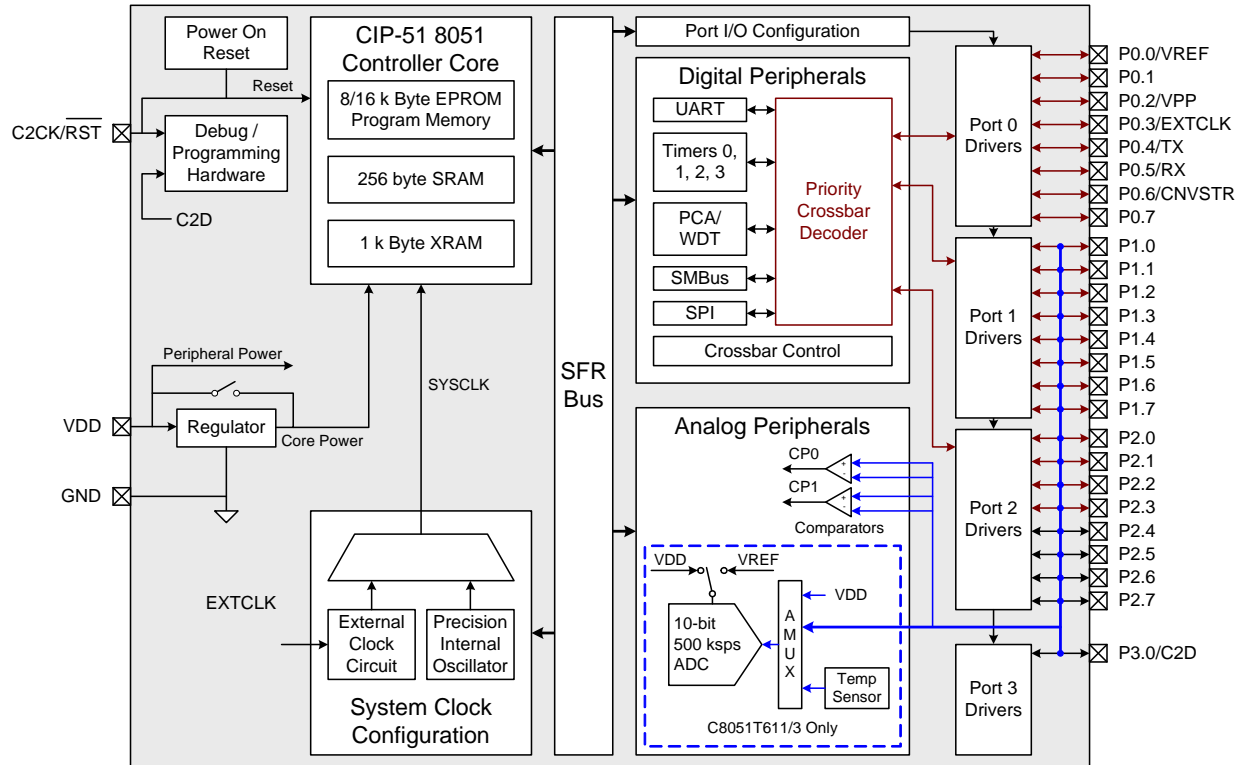 Power On
Reset
Reset
C2CK/RST
Debug /
Programming
Hardware
C2D
CIP-51 8051
Controller Core
8/16 k Byte EPROM
Program Memory
256 byte SRAM
1 k Byte XRAM
Peripheral Power
VDD
Regulator
Core Power
GND
SYSCLK
EXTCLK
External
Clock
Circuit
Precision
Internal
Oscillator
System Clock
Configuration
SFR
Bus
Port I/O Configuration
Digital Peripherals
UART
Timers 0,
1, 2, 3
PCA/
WDT
SMBus
SPI
Priority
Crossbar
Decoder
Crossbar Control
Analog Peripherals
CP0
+
-
CP1
+
-
Comparators
VDD
VREF
10-bit
500 ksps
ADC
A
M
U
X
VDD
Temp
Sensor
C8051T611/3 Only
Port 0
Drivers
Port 1
Drivers
Port 2
Drivers
Port 3
Drivers
P0.0/VREF
P0.1
P0.2/VPP
P0.3/EXTCLK
P0.4/TX
P0.5/RX
P0.6/CNVSTR
P0.7
P1.0
P1.1
P1.2
P1.3
P1.4
P1.5
P1.6
P1.7
P2.0
P2.1
P2.2
P2.3
P2.4
P2.5
P2.6
P2.7
P3.0/C2D